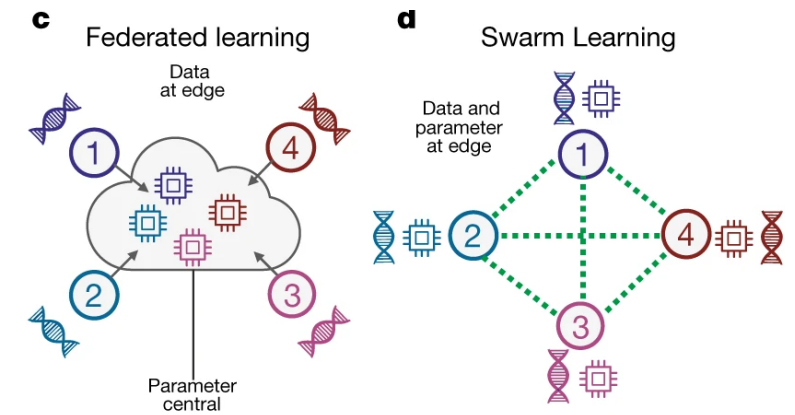 c
Federated learning
Data
at edge
1
4
2
3
Parameter
central
d
Swarm Learning
Data and
parameter
at edge
1
2
4
3